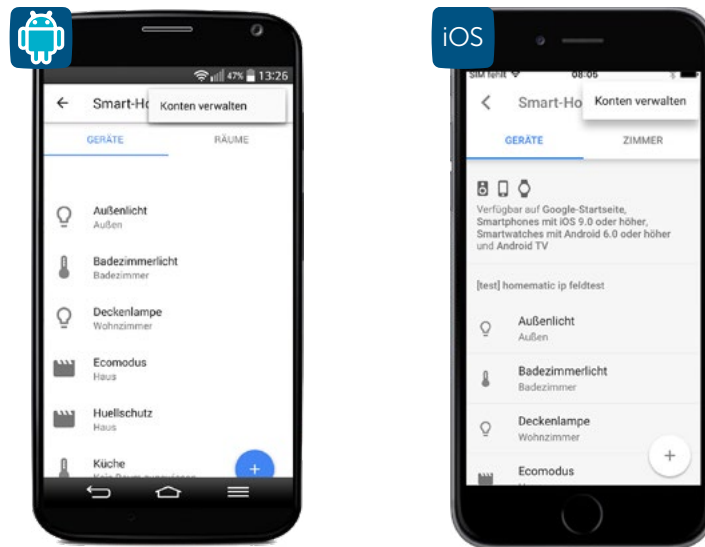 47% 13:26
Smart-Ho
Konten verwalten
GERÄTE
RÄUME
Außenlicht
Außen
Badezimmerlicht
Badezimmer
Deckenlampe
Wohnzimmer
Ecomodus
Haus
Huellschutz
Haus
Küche
Kein Raum zugewiesen
iOS
SIM fehlt 08:05
Smart-Ho
Konten verwalten
GERÄTE
ZIMMER
Verfügbar auf Google-Startseite,
Smartphones mit iOS 9.0 oder höher,
Smartwatches mit Android 6.0 oder höher
und Android TV
[test] homematic ip feldtest
Außenlicht
Außen
Badezimmerlicht
Badezimmer
Deckenlampe
Wohnzimmer
Ecomodus